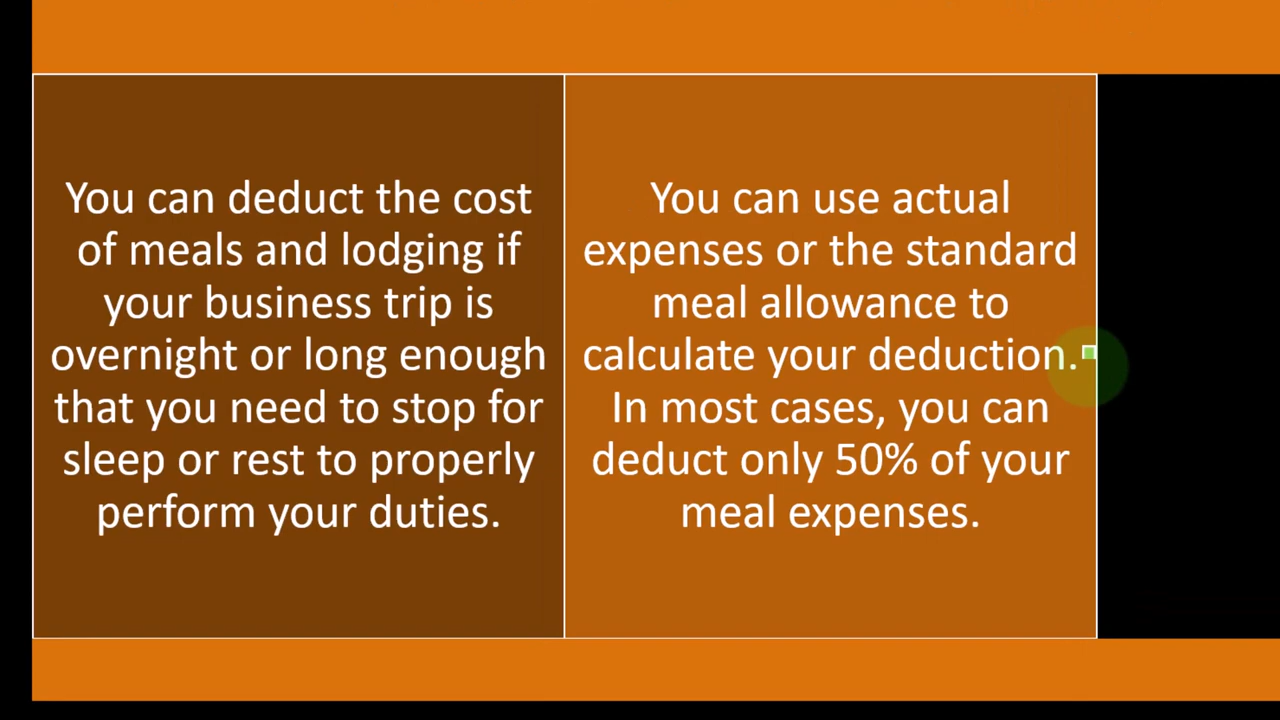 You can deduct the cost
of meals and lodging if
your business trip is
overnight or long enough
that you need to stop for
sleep or rest to properly
perform your duties.
You can use actual
expenses or the standard
meal allowance to
calculate your deduction.
In most cases, you can
deduct only 50% of your
meal expenses.